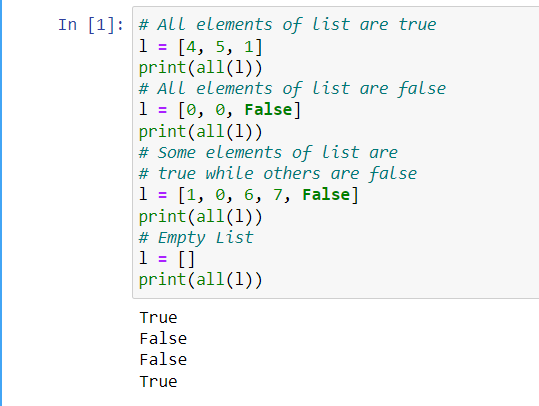 In [1]: # All elements of list are true
l = [4, 5, 1]
print(all(l))
# All elements of list are false
l = [0, 0, False]
print(all(l))
# Some elements of list are
# true while others are false
l = [1, 0, 6, 7, False]
print(all(l))
# Empty List
l = []
print(all(l))
True
False
False
True